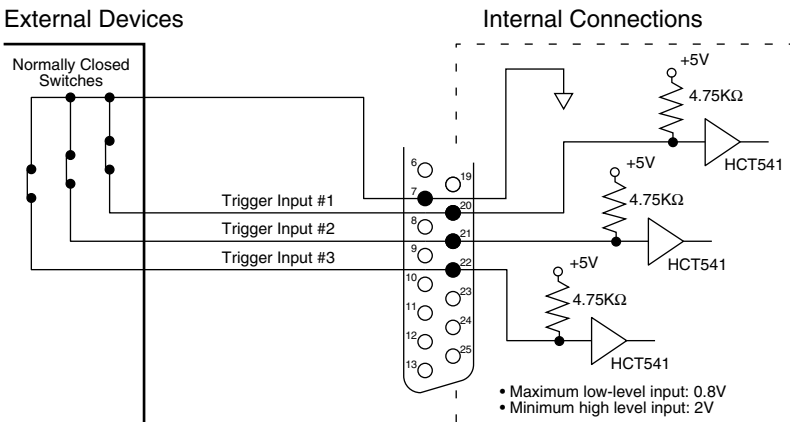 External Devices
Internal Connections
Normally Closed
Switches
+5V
4.75KΩ
HCT541
6
19
7
+5V
Trigger Input #1
20
4.75KΩ
8
Trigger Input #2
21
HCT541
9
Trigger Input #3
22
+5V
10
23
4.75KΩ
11
24
12
25
HCT541
13
• Maximum low-level input: 0.8V
• Minimum high level input: 2V